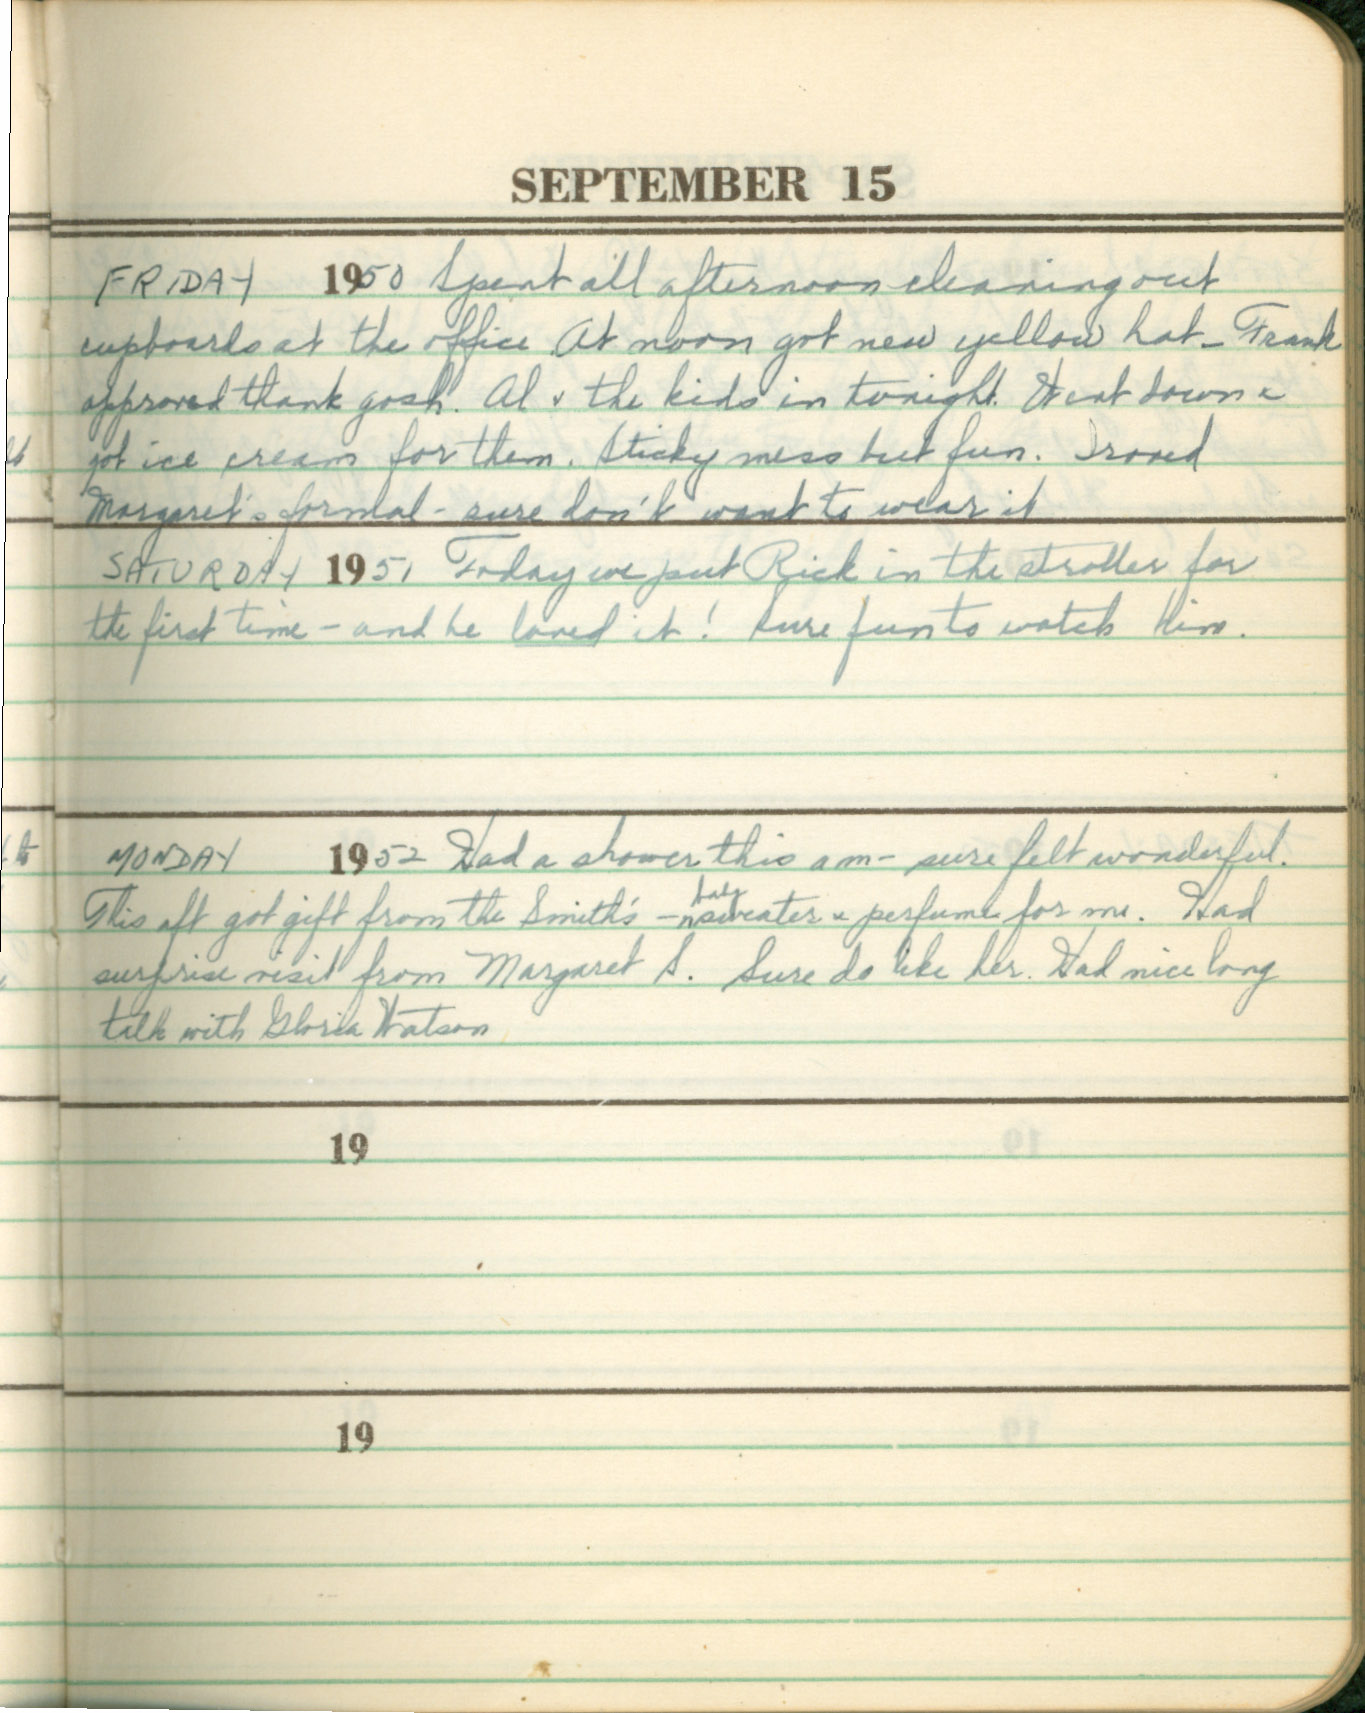 SEPTEMBER 15
FRIDAY 1950 Spent all afternoon cleaning out
cupboards at the office At noon got new yellow hat - Frank
approved thank gosh. Al & the kids in tonight. Went down &
got ice cream for them. Sticky mess but fun. Ironed
Margaret's formal - sure don't want to wear it
SATURDAY 1951 Today we put Rick in the stroller for
the first time - and he loved it! Sure fun to watch him.
MONDAY 1952 Had a shower this am - sure felt wonderful.
baby
This aft got gift from the Smith's - sweater & perfume for me. Had
surprise visit from Margaret S. Sure do like her. Had nice long
talk with Gloria Watson
19
19